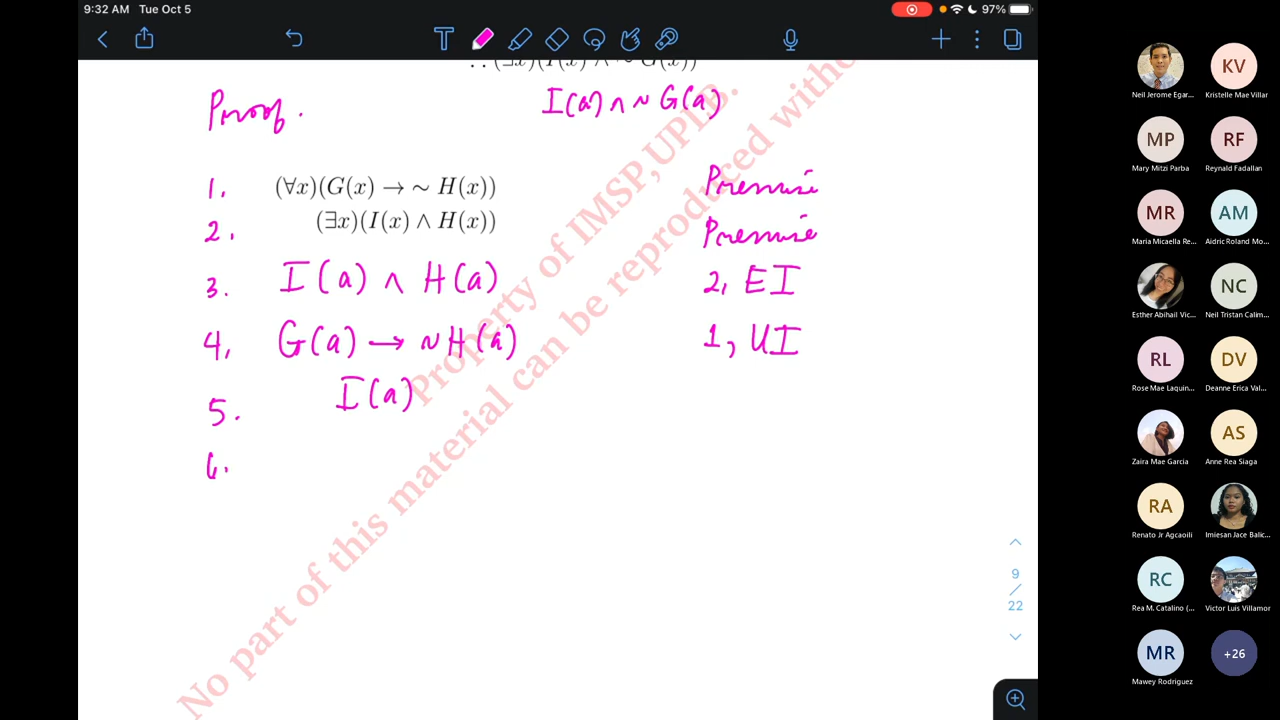 9:32 AM Tue Oct 5
97%
∴ (∃x)(I(x) ∧ ~ G(x))
Proof.
I(a) ∧ ~ G(a)
1. (∀x)(G(x) → ~ H(x)) Premise
2. (∃x)(I(x) ∧ H(x)) Premise
3. I(a) ∧ H(a) 2, EI
4. G(a) → ~H(a) 1, UI
5. I(a)
6.
No part of this material can be reproduced witho
Property of IMSP, UPLB.
9
/
22
Neil Jerome Egar...
KV
Kristelle Mae Villar
MP
Mary Mitzi Parba
RF
Reynald Fadallan
MR
Maria Micaella Re...
AM
Aidric Roland Mo...
Esther Abihail Vic...
NC
Neil Tristan Calim...
RL
Rose Mae Laquin...
DV
Deanne Erica Val...
Zaira Mae Garcia
AS
Anne Rea Siaga
RA
Renato Jr Agcaoili
Imiesan Jace Balic...
RC
Rea M. Catalino (...
Victor Luis Villamor
MR
Mawey Rodriguez
+26